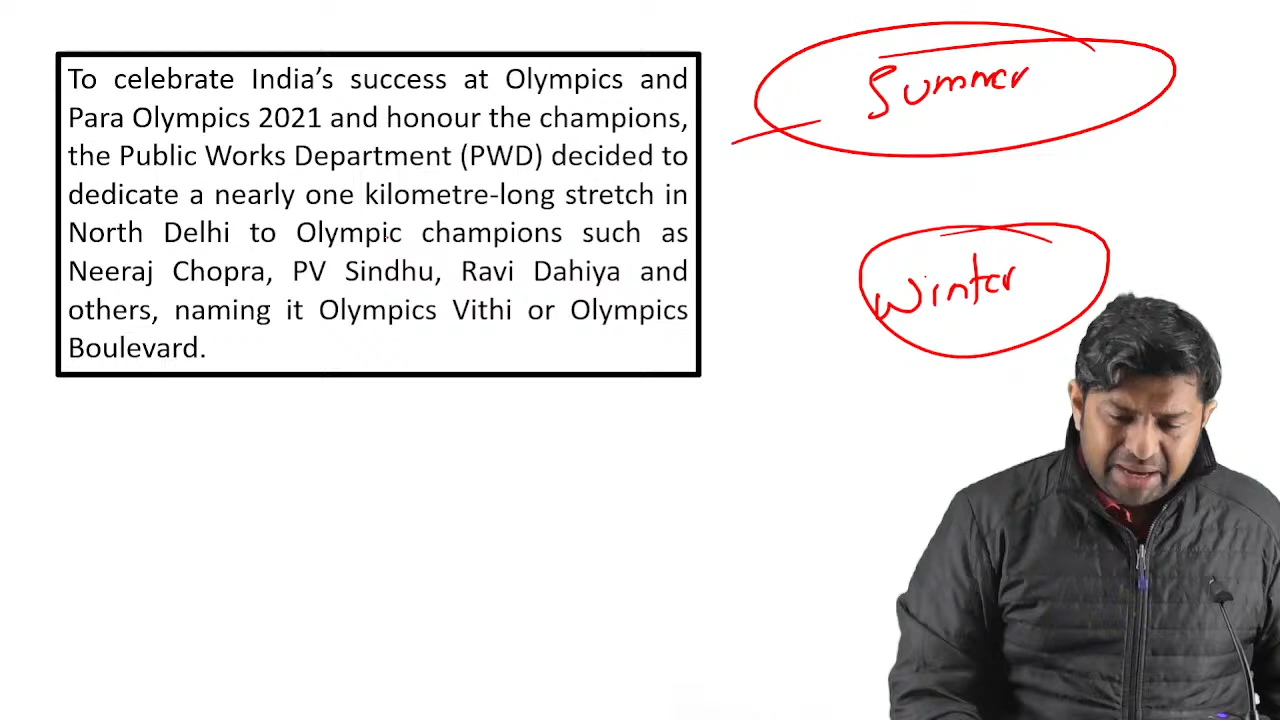 To celebrate India's success at Olympics and
Para Olympics 2021 and honour the champions,
the Public Works Department (PWD) decided to
dedicate a nearly one kilometre-long stretch in
North Delhi to Olympic champions such as
Neeraj Chopra, PV Sindhu, Ravi Dahiya and
others, naming it Olympics Vithi or Olympics
Boulevard.
Summer
Winter